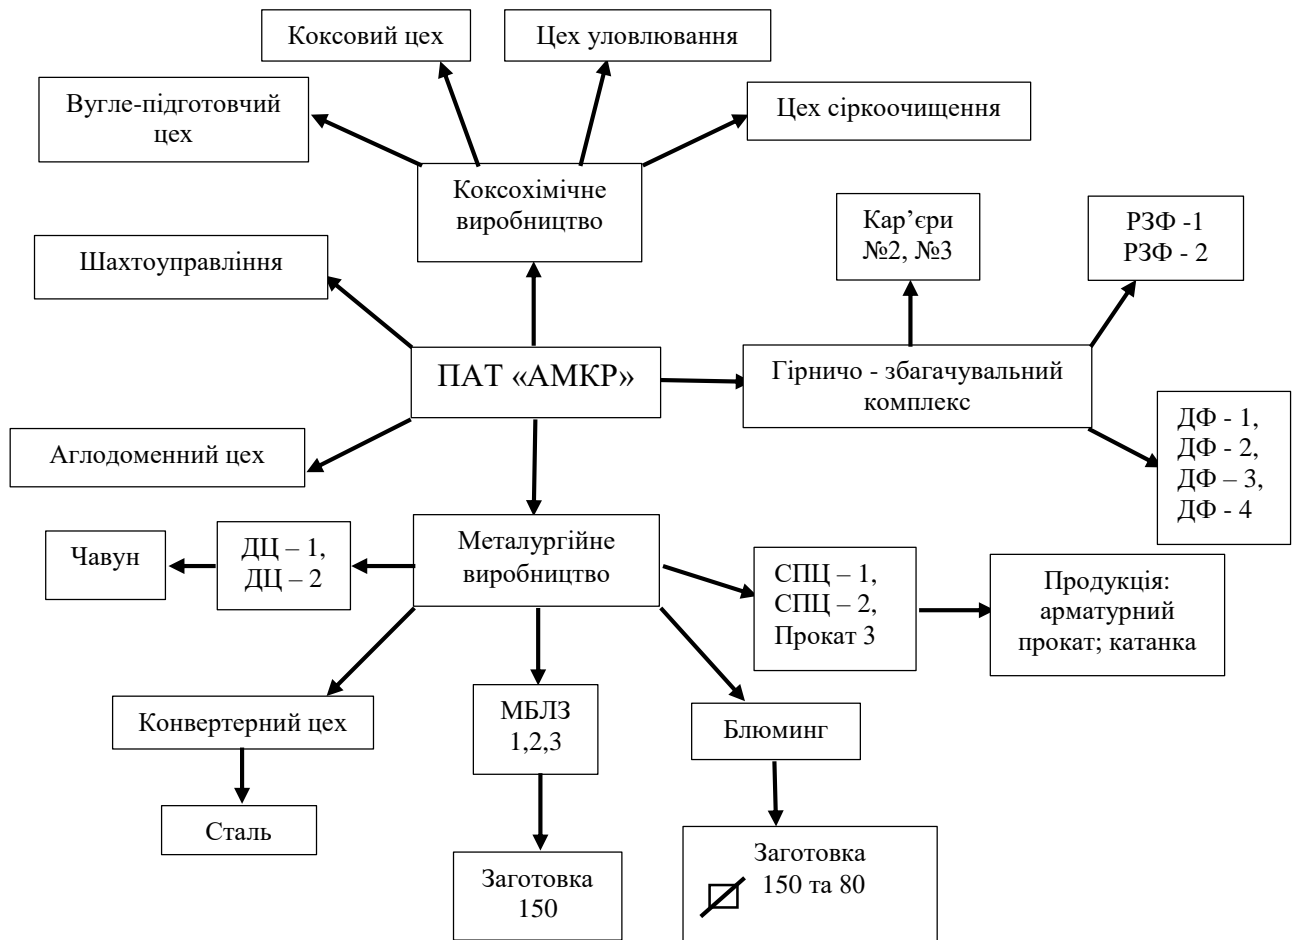 Коксовий цех
Цех уловлювання
Вугле-підготовчий
цех
Цех сіркоочищення
Коксохімічне
виробництво
Кар’єри
№2, №3
РЗФ -1
РЗФ - 2
Шахтоуправління
ПАТ «АМКР»
Гірничо - збагачувальний
комплекс
ДФ - 1,
ДФ - 2,
ДФ – 3,
ДФ - 4
Аглодоменний цех
Чавун
ДЦ – 1,
ДЦ – 2
Металургійне
виробництво
СПЦ – 1,
СПЦ – 2,
Прокат 3
Продукція:
арматурний
прокат; катанка
Конвертерний цех
МБЛЗ
1,2,3
Блюминг
Сталь
Заготовка
150
Заготовка
150 та 80